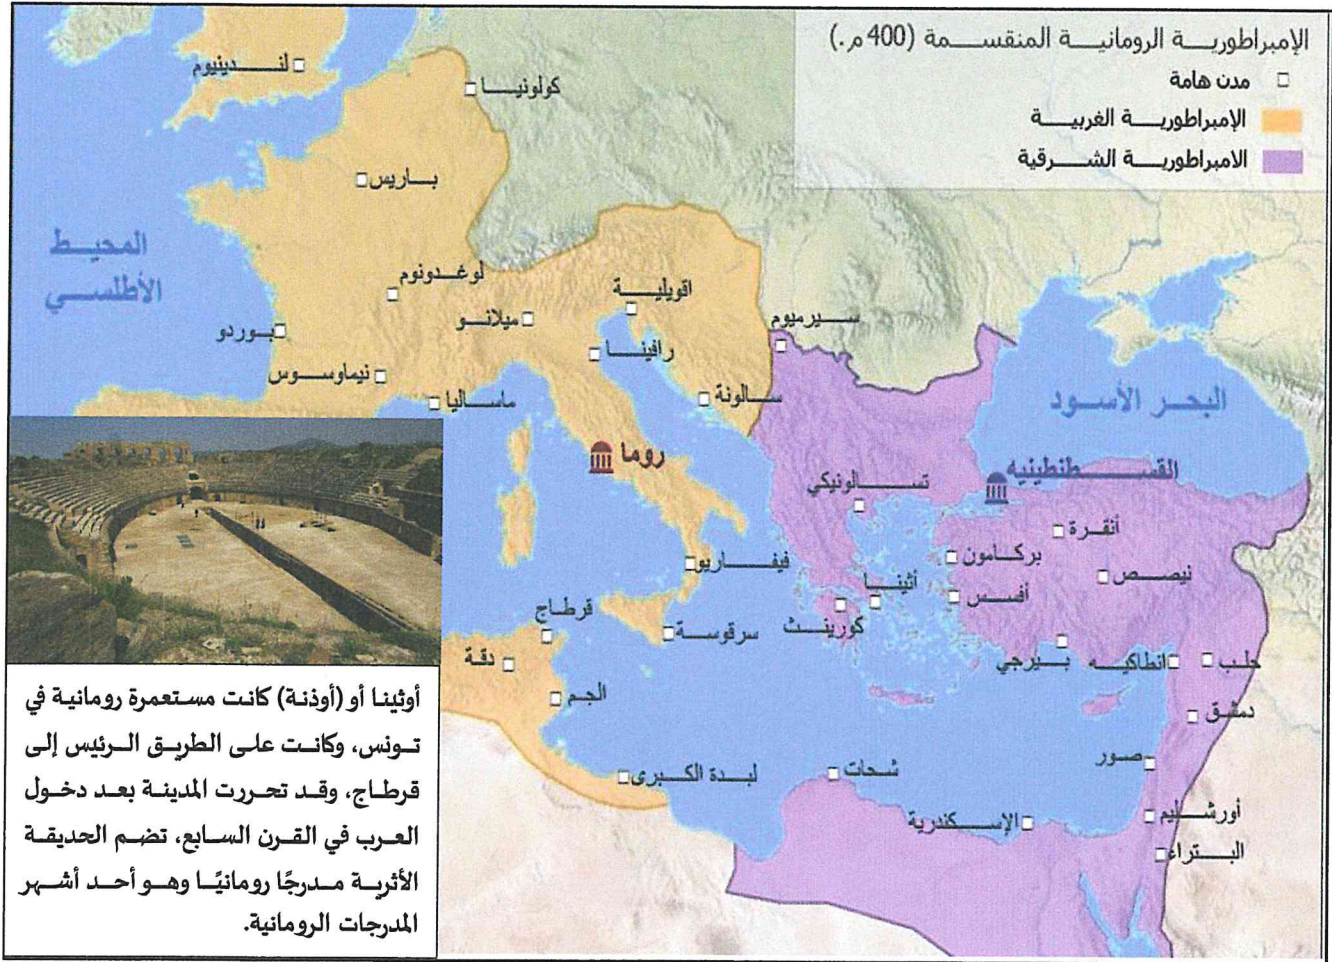 الإمبراطورية الرومانية المنقسمة (400 م.)
مدن هامة
الإمبراطورية الغربية
الامبراطورية الشرقية
لندينيوم
كولونيا
باريس
المحيط
الأطلسي
لوغدونوم
اقويلية
ميلانو
سيرميوم
بوردو
رافينا
نيماوسوس
ماساليا
سالونة
البحر الأسود
روما
القسطنطينيه
تسالونيكي
أنقرة
بركامون
فيفاريو
نيصص
أثينا
أفسس
قرطاج
كورينث
سرقوسة
دقة
بيرجي
انطاكيه
حلب
الجم
دمشق
صور
لبدة الكبرى
شحات
أورشليم
الإسكندرية
البتراء
أوثينا أو (أوذنة) كانت مستعمرة رومانية في
تونس، وكانت على الطريق الرئيس إلى
قرطاج، وقد تحررت المدينة بعد دخول
العرب في القرن السابع، تضم الحديقة
الأثرية مدرجًا رومانيًا وهو أحد أشهر
المدرجات الرومانية.